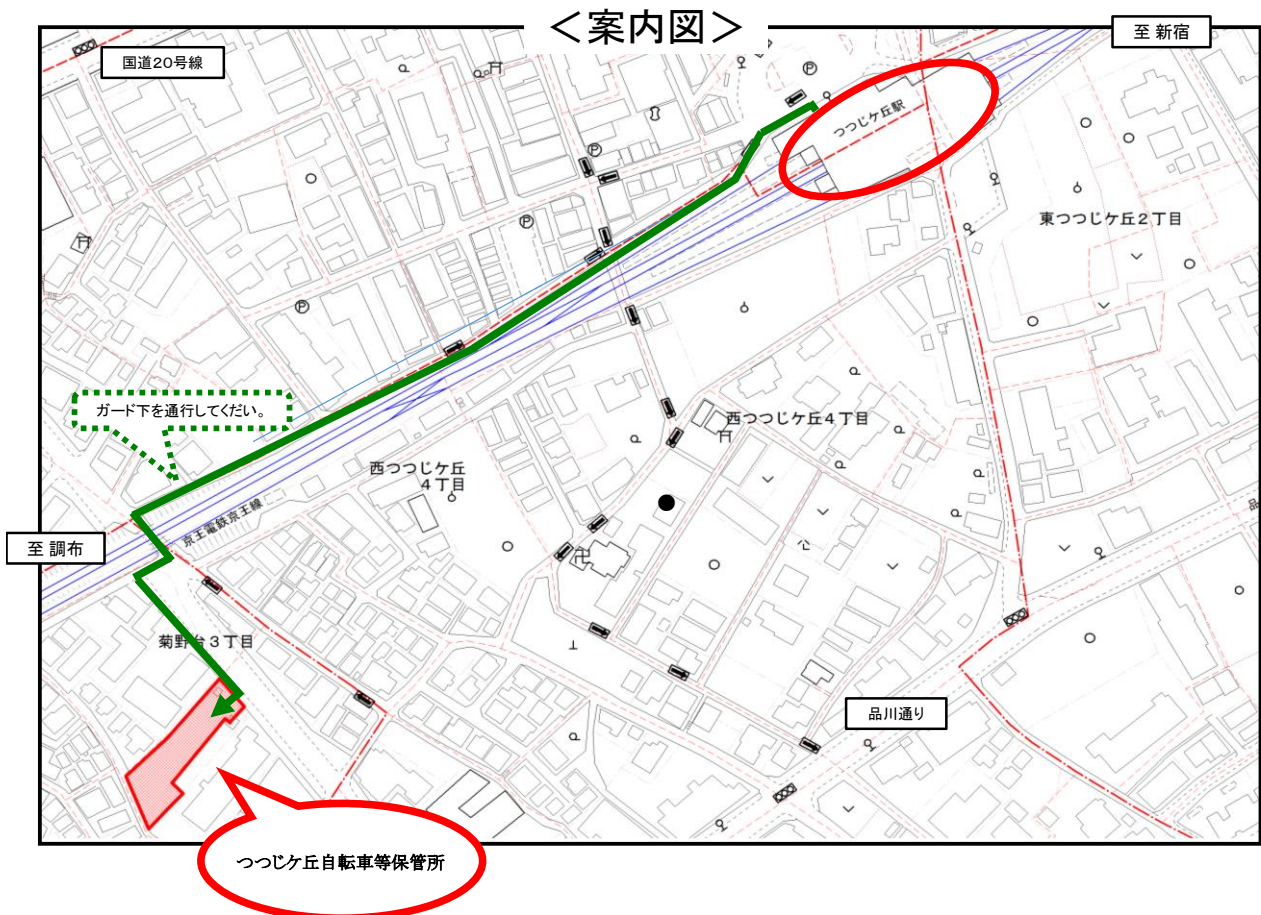 <案内図>
至 新宿
国道20号線
つつじケ丘駅
東つつじケ丘2丁目
ガード下を通行してくだい。
西つつじケ丘4丁目
西つつじケ丘
4丁目
京王電鉄京王線
至 調布
公
菊野台3丁目
品川通り
つつじケ丘自転車等保管所